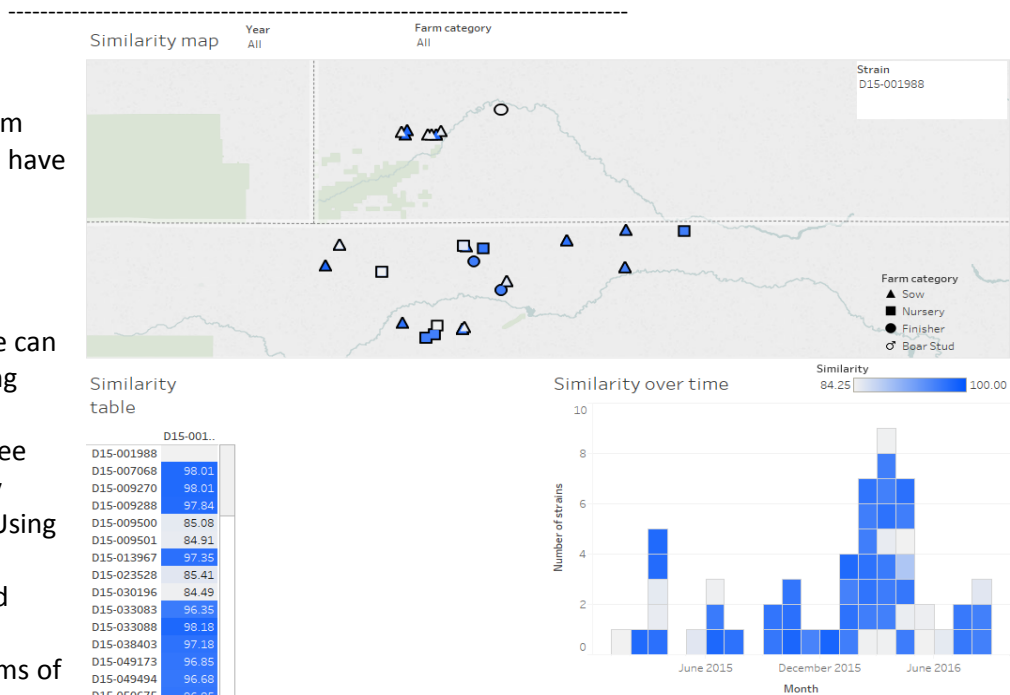 Similarity map
Year
All
Farm category
All
Strain
D15-001988
m
have
e can
ng
ee
Using
d
ms of
Farm category
Sow
Nursery
Finisher
Boar Stud
Similarity table
D15-001..
D15-001988
D15-007068 98.01
D15-009270 98.01
D15-009288 97.84
D15-009500 85.08
D15-009501 84.91
D15-013967 97.35
D15-023528 85.41
D15-030196 84.49
D15-033083 96.35
D15-033088 98.18
D15-038403 97.18
D15-049173 96.85
D15-049494 96.68
Similarity over time
Similarity
84.25 100.00
Number of strains
10
8
6
4
2
0
June 2015 December 2015 June 2016
Month